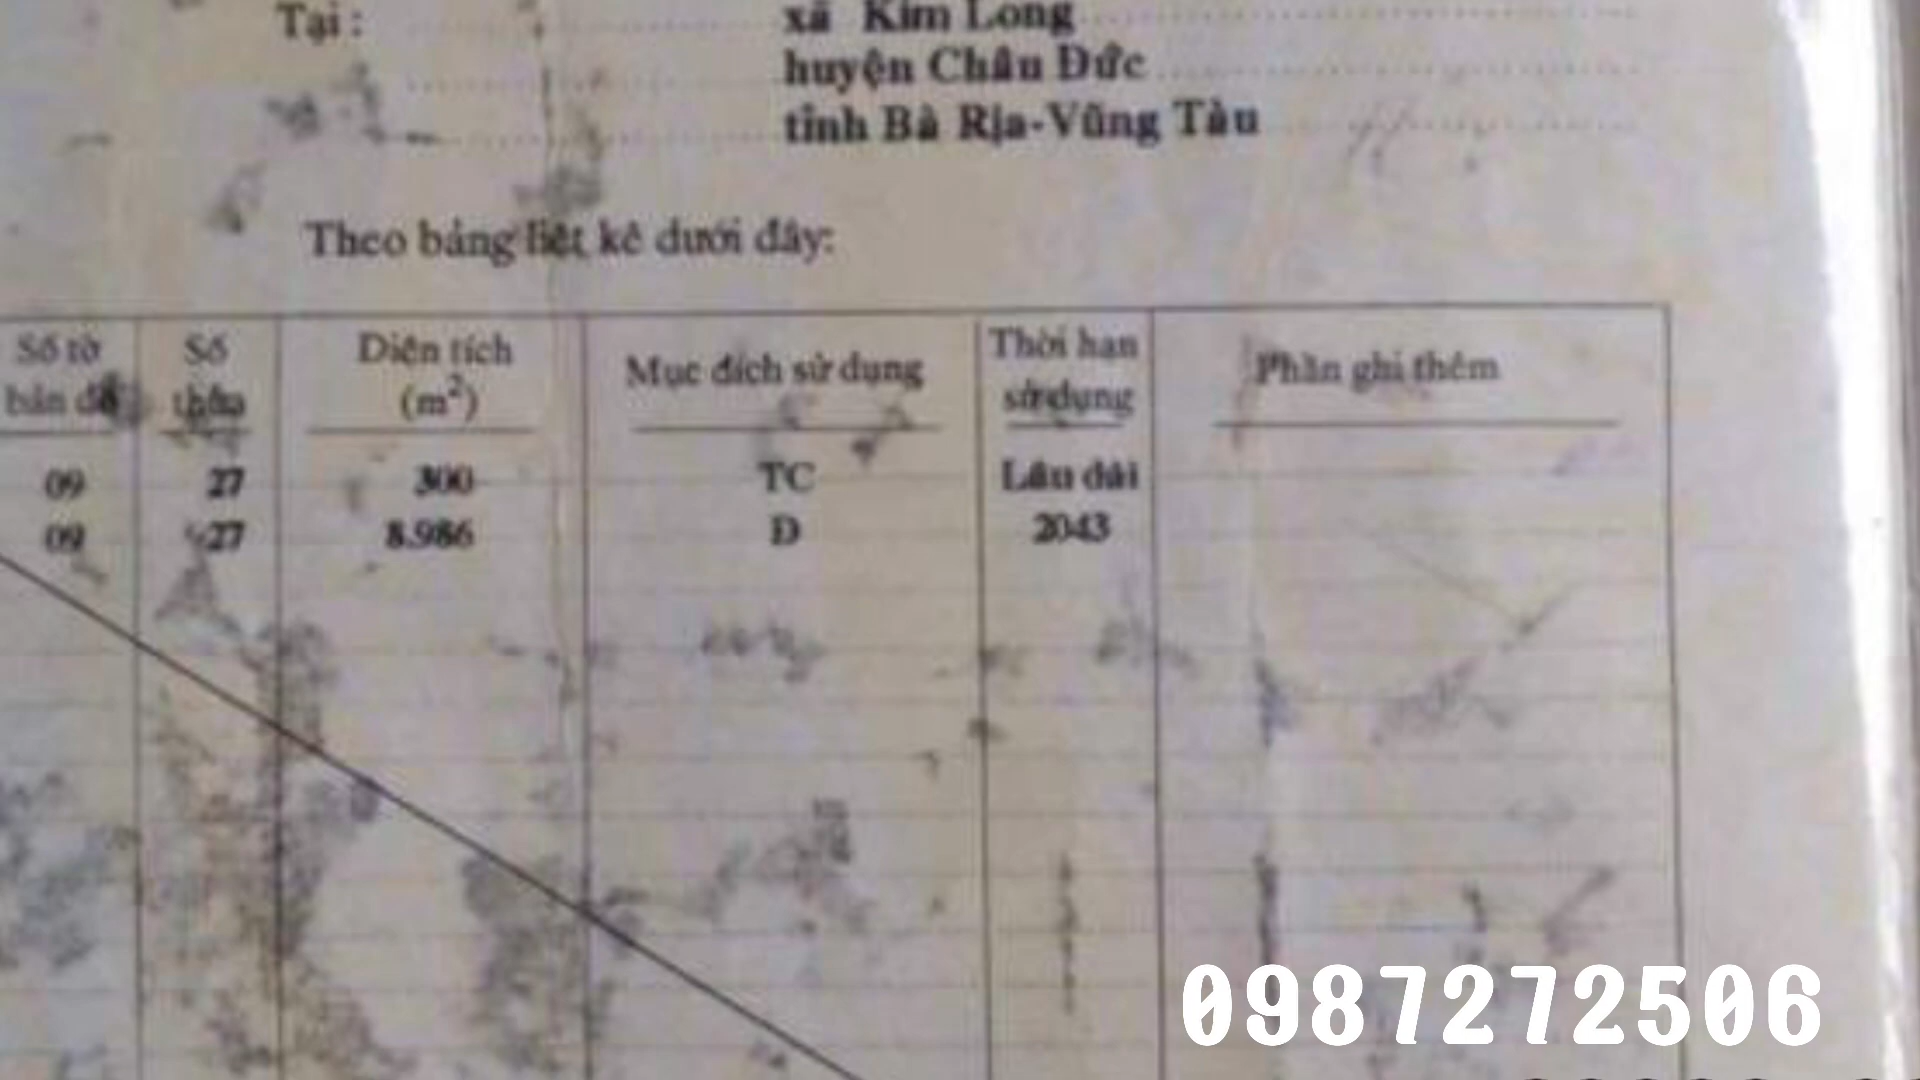 Tại : xã Kim Long
huyện Châu Đức
tỉnh Bà Rịa-Vũng Tàu
Theo bảng liệt kê dưới đây:
Số tờ bản đồ Số thửa Diện tích (m²) Mục đích sử dụng Thời hạn sử dụng Phần ghi thêm
09 27 300 TC Lâu dài
09 27 8.986 Đ 2043
0987272506